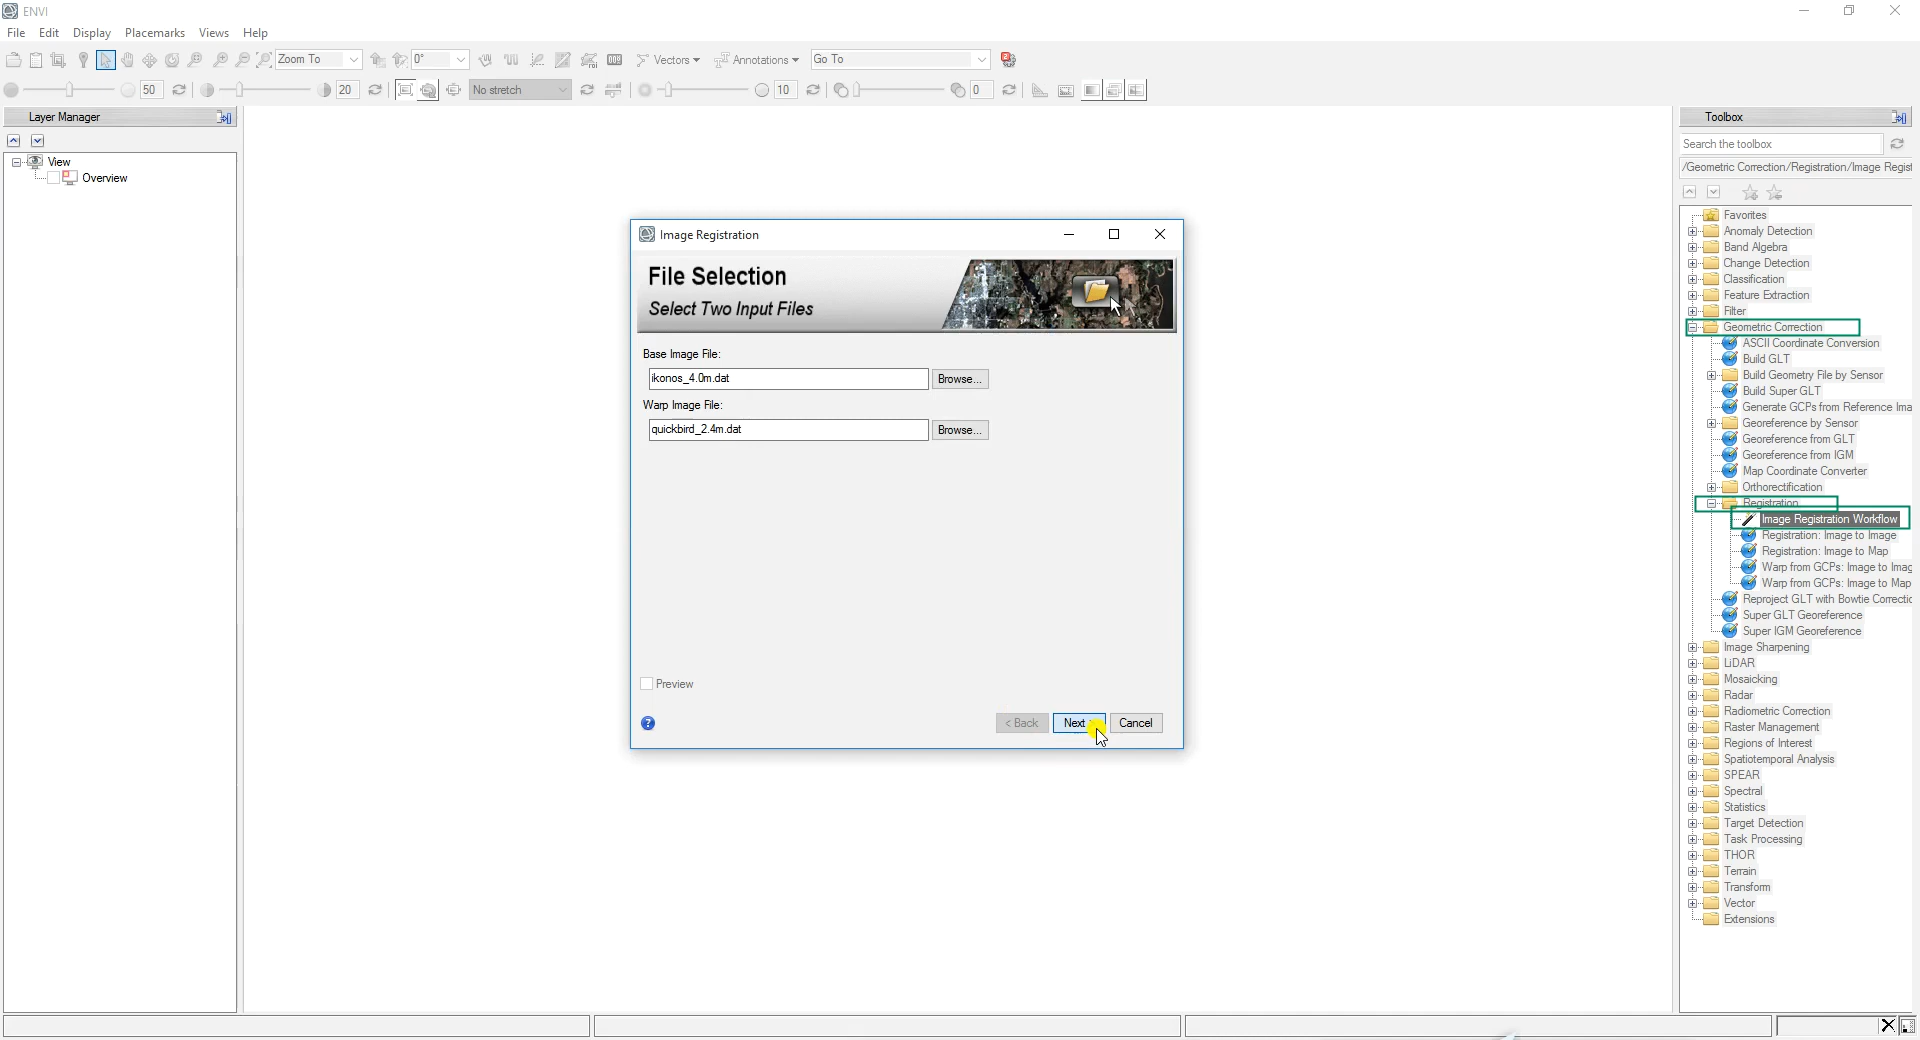 ENVI
File Edit Display Placemarks Views Help
Zoom To 0° Vectors Annotations Go To
50 20 No stretch 10 0
Layer Manager
View
Overview
Image Registration
File Selection
Select Two Input Files
Base Image File:
ikonos_4.0m.dat Browse...
Warp Image File:
quickbird_2.4m.dat Browse...
Preview
? < Back Next Cancel
Toolbox
Search the toolbox
/Geometric Correction/Registration/Image Regist
Favorites
Anomaly Detection
Band Algebra
Change Detection
Classification
Feature Extraction
Filter
Geometric Correction
ASCII Coordinate Conversion
Build GLT
Build Geometry File by Sensor
Build Super GLT
Generate GCPs from Reference Ima
Georeference by Sensor
Georeference from GLT
Georeference from IGM
Map Coordinate Converter
Orthorectification
Registration
Image Registration Workflow
Registration: Image to Image
Registration: Image to Map
Warp from GCPs: Image to Imag
Warp from GCPs: Image to Map
Reproject GLT with Bowtie Correctic
Super GLT Georeference
Super IGM Georeference
Image Sharpening
LiDAR
Mosaicking
Radar
Radiometric Correction
Raster Management
Regions of Interest
Spatiotemporal Analysis
SPEAR
Spectral
Statistics
Target Detection
Task Processing
THOR
Terrain
Transform
Vector
Extensions